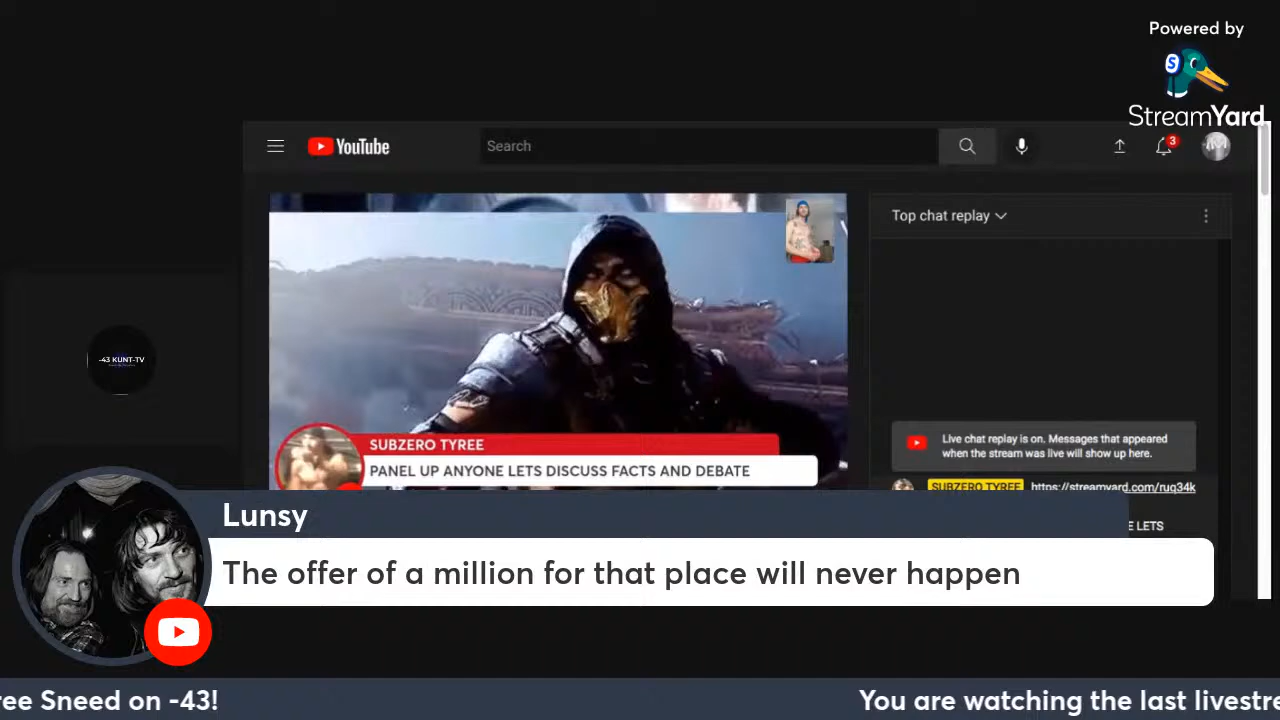 Powered by
StreamYard
YouTube
Search
3
Top chat replay
Live chat replay is on. Messages that appeared
when the stream was live will show up here.
-43 KUNT-TV
SUBZERO TYREE
PANEL UP ANYONE LETS DISCUSS FACTS AND DEBATE
SUBZERO TYREE https://streamyard.com/ruq34k
E LETS
Lunsy
The offer of a million for that place will never happen
ree Sneed on -43!
You are watching the last livestre